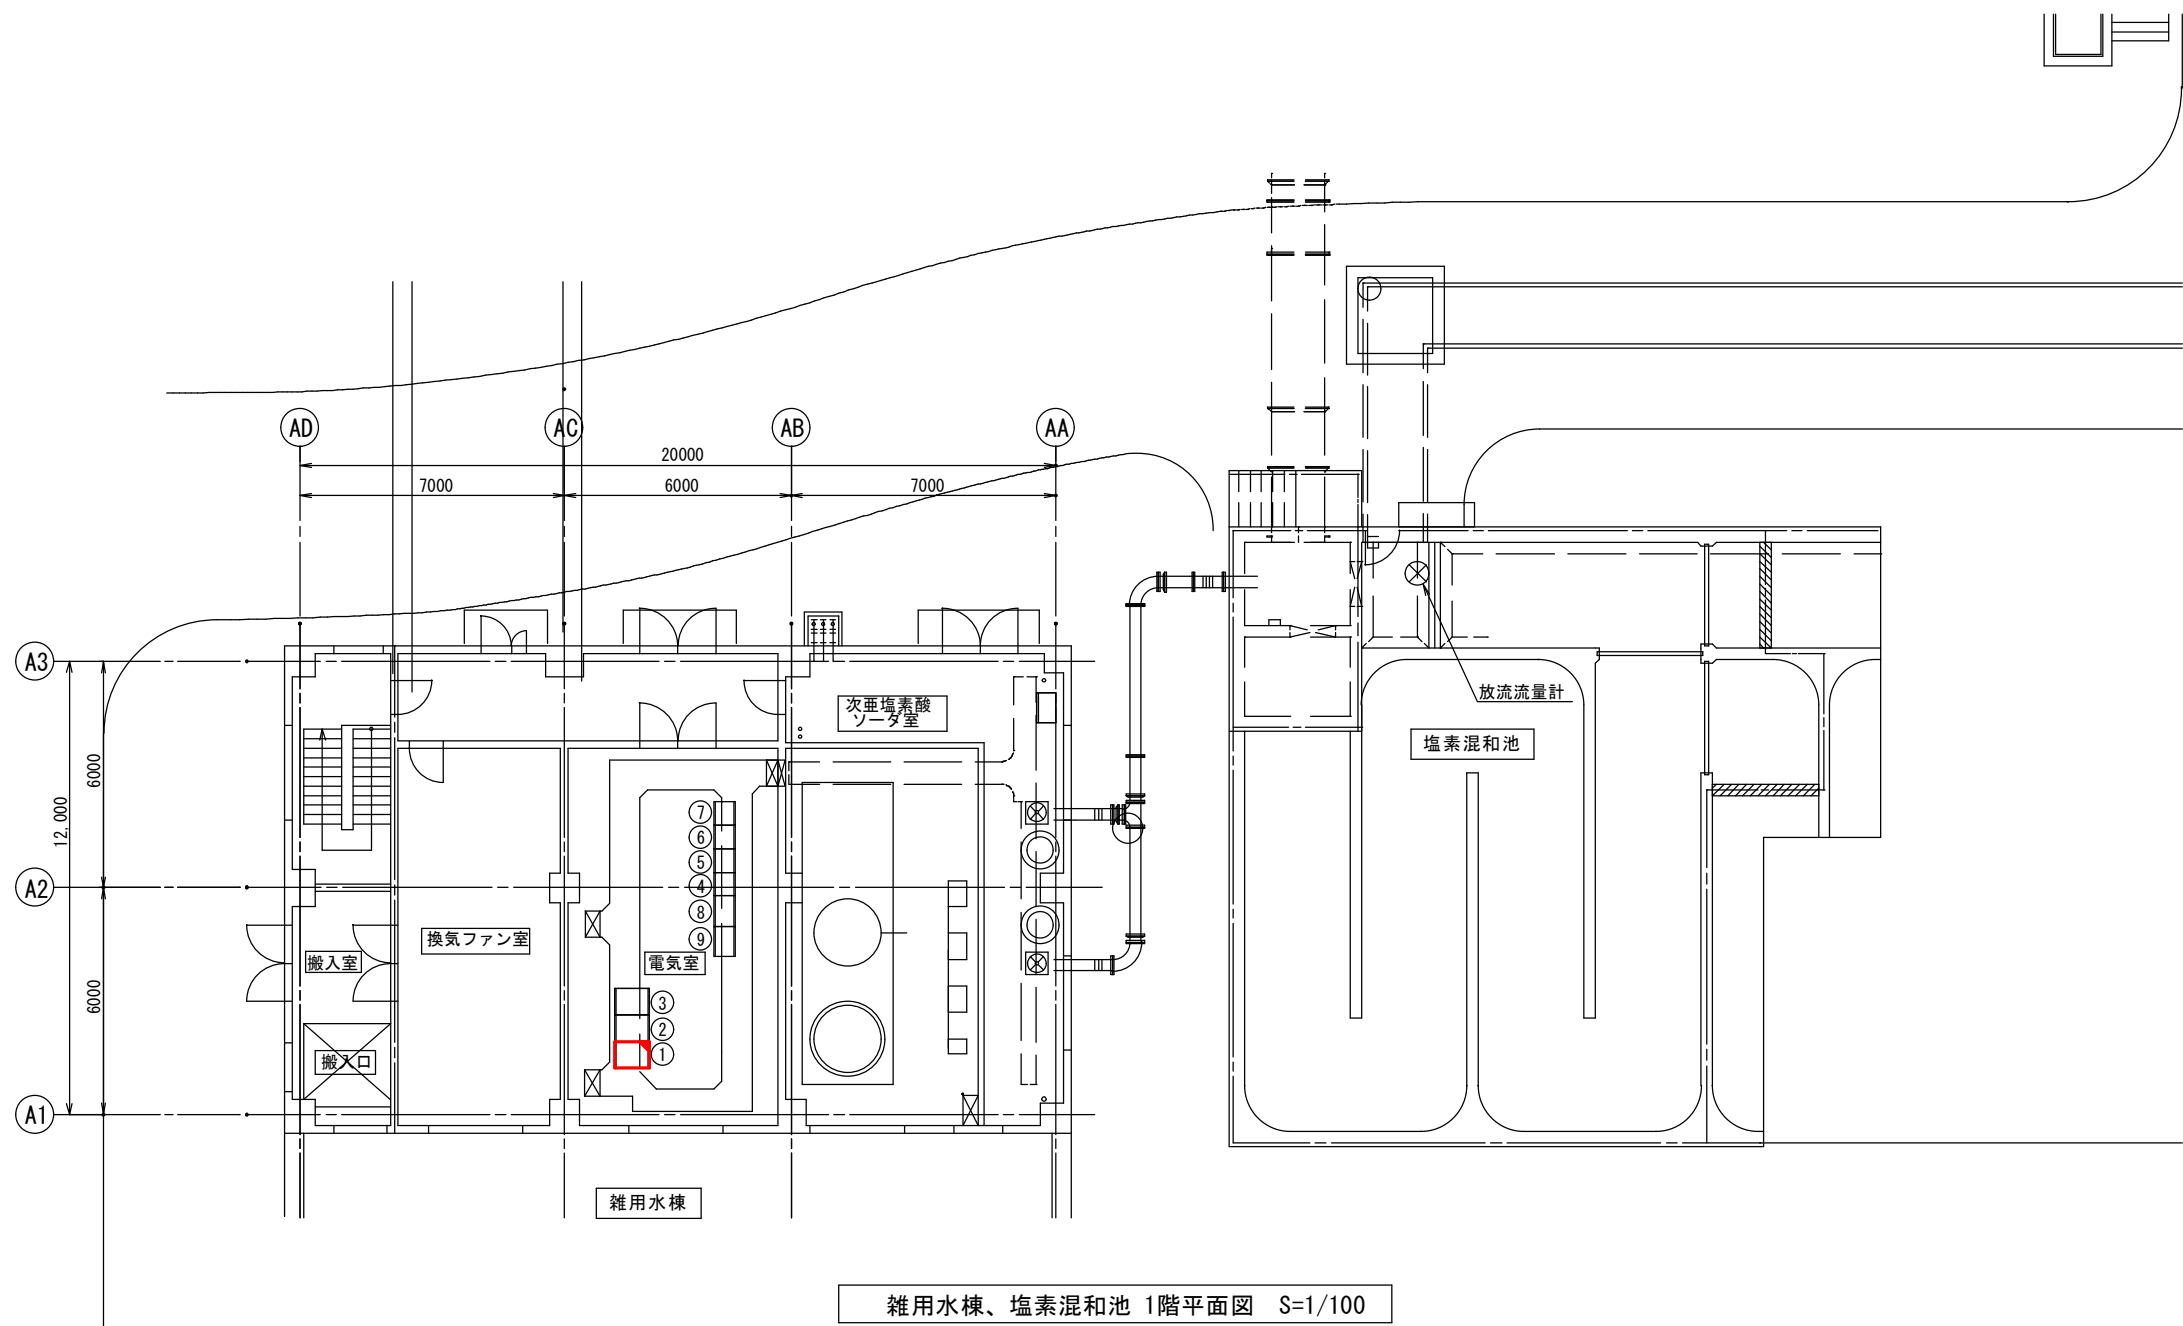 AD
AC
AB
AA
20000
7000
6000
7000
A3
A2
A1
12,000
6000
6000
次亜塩素酸
ソーダ室
放流流量計
塩素混和池
⑦
⑥
⑤
④
⑧
⑨
換気ファン室
搬入室
電気室
③
②
①
搬入口
雑用水棟
雑用水棟、塩素混和池 1階平面図 S=1/100